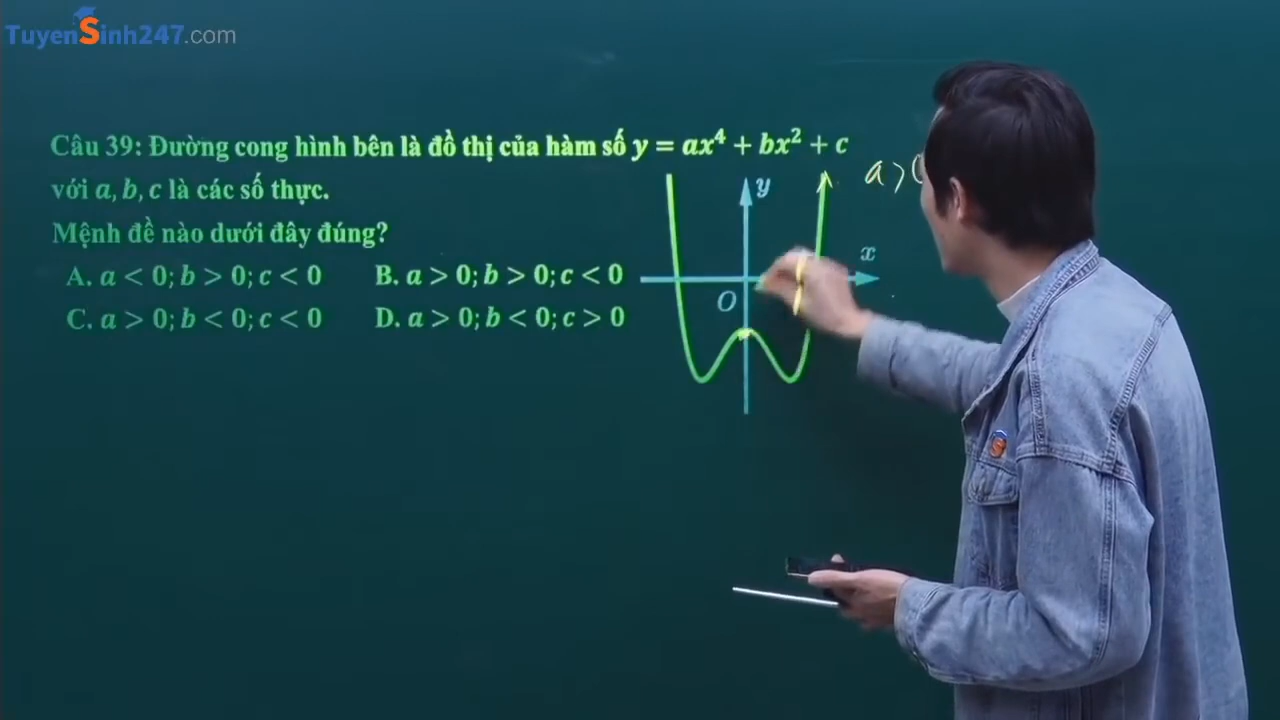 TuyenSinh247.com
Câu 39: Đường cong hình bên là đồ thị của hàm số y = ax⁴ + bx² + c
với a, b, c là các số thực.
Mệnh đề nào dưới đây đúng?
A. a < 0; b > 0; c < 0 B. a > 0; b > 0; c < 0
C. a > 0; b < 0; c < 0 D. a > 0; b < 0; c > 0
y
a > 0
x
O
S